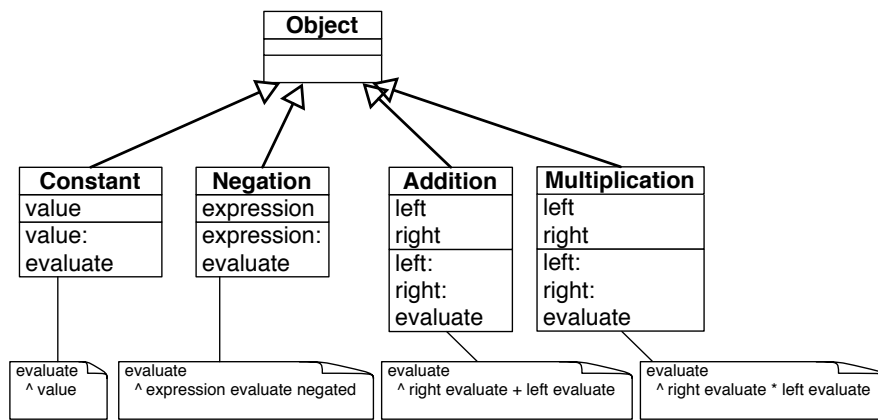 Object
Constant
value
value:
evaluate
Negation
expression
expression:
evaluate
Addition
left
right
left:
right:
evaluate
Multiplication
left
right
left:
right:
evaluate
evaluate
^ value
evaluate
^ expression evaluate negated
evaluate
^ right evaluate + left evaluate
evaluate
^ right evaluate * left evaluate